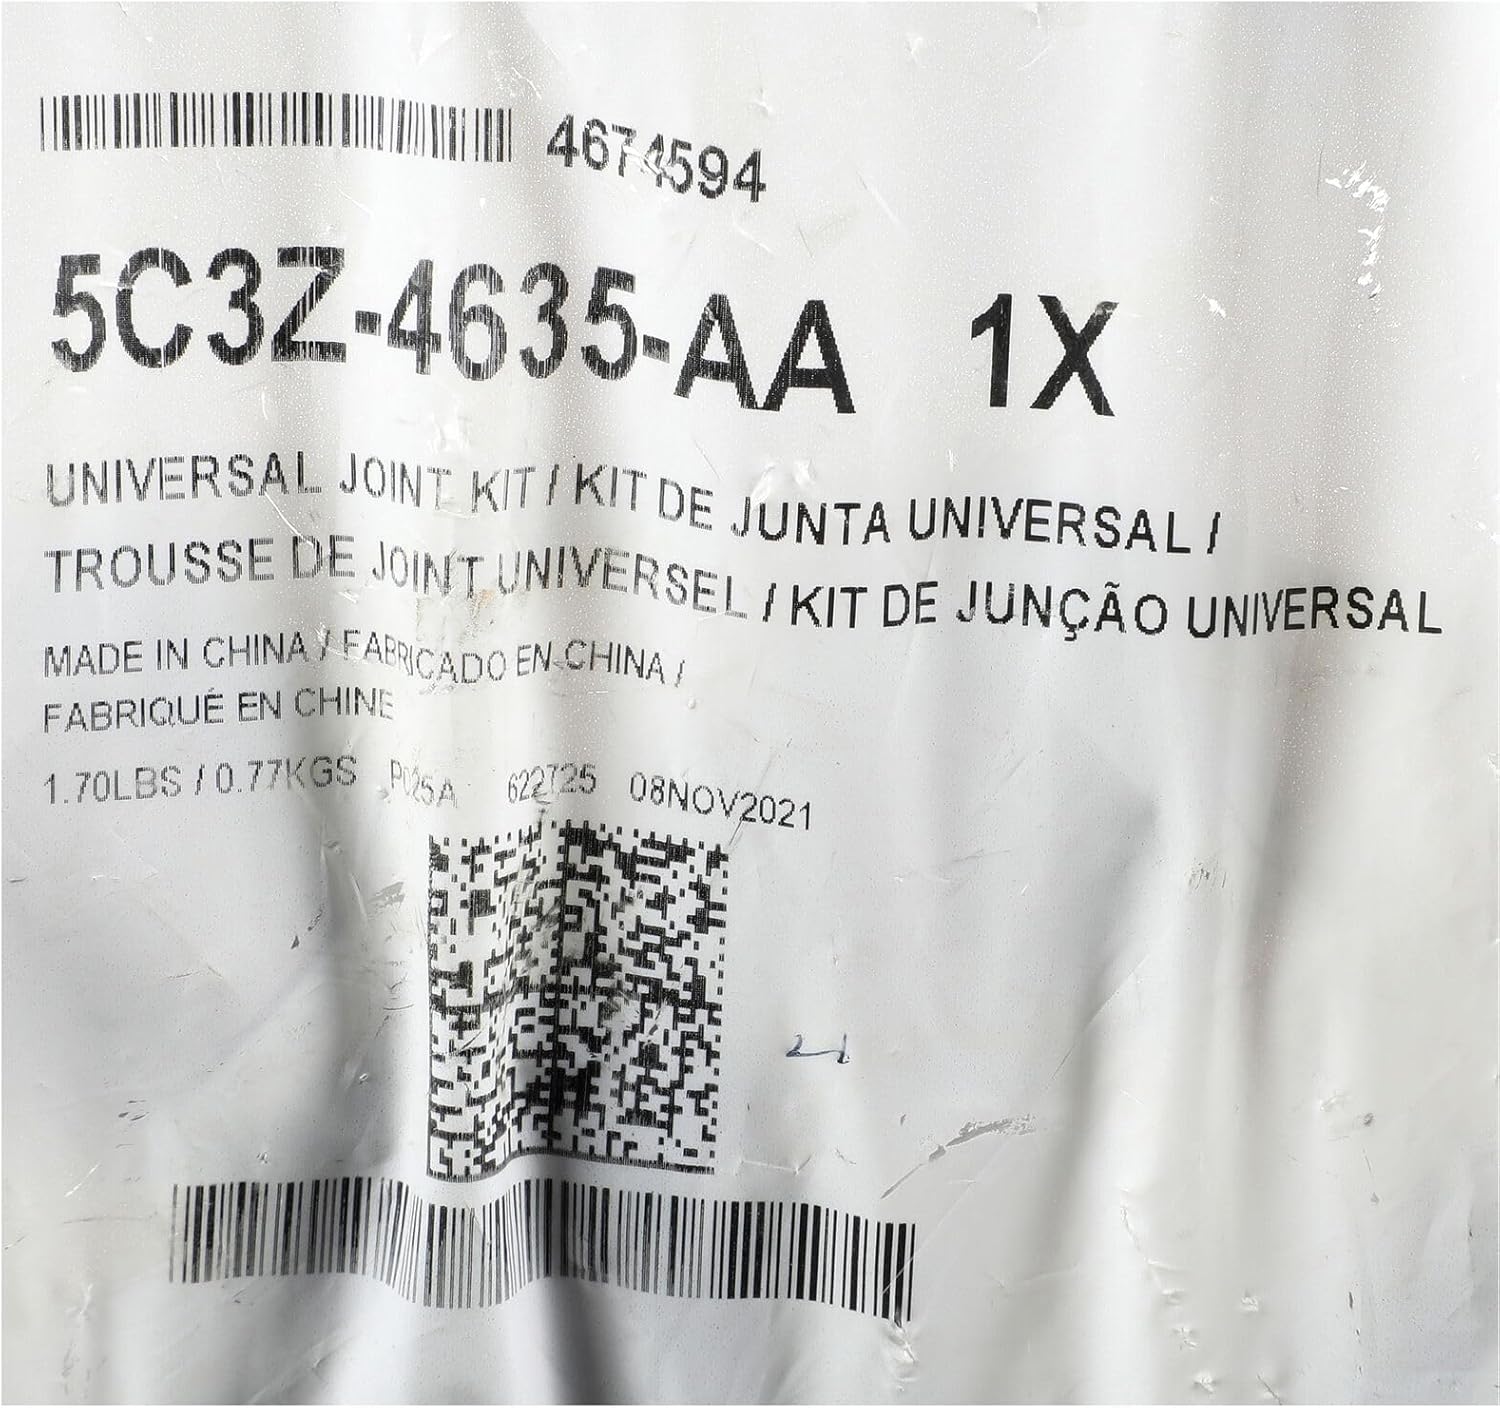 4674594
5C3Z-4635-AA 1X
UNIVERSAL JOINT KIT / KIT DE JUNTA UNIVERSAL /
TROUSSE DE JOINT UNIVERSEL / KIT DE JUNÇÃO UNIVERSAL
MADE IN CHINA / FABRICADO EN CHINA /
FABRIQUÉ EN CHINE
1.70LBS / 0.77KGS P025A 622725 08NOV2021